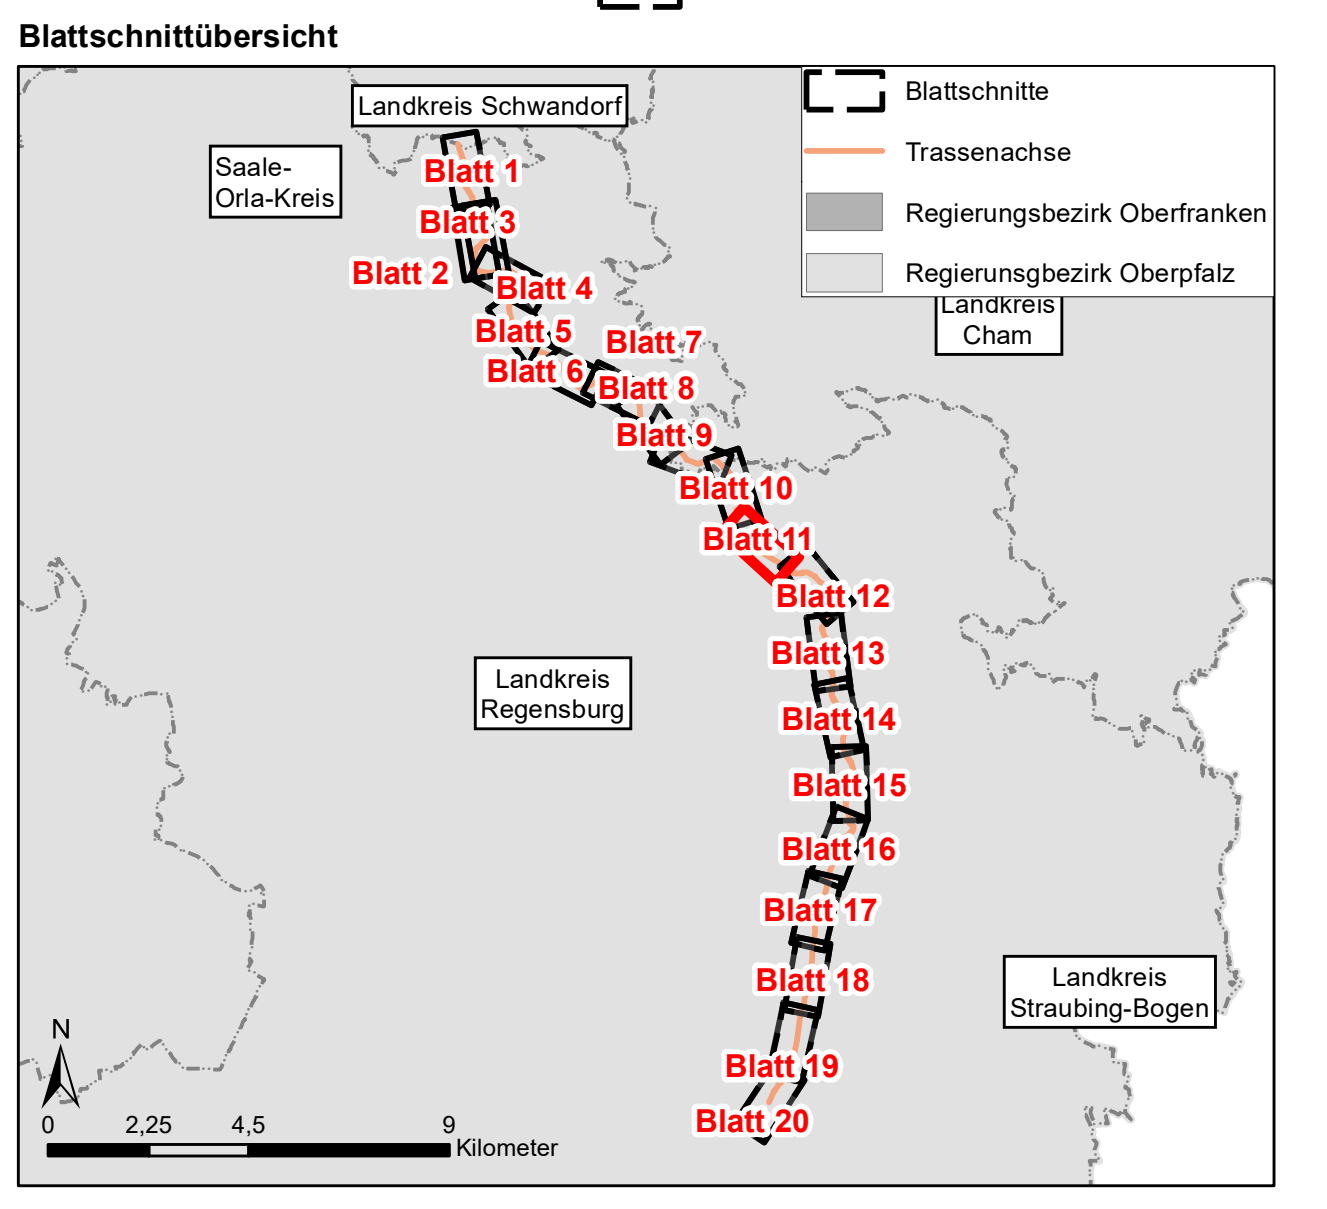 Blattschnittübersicht
Landkreis Schwandorf
Saale-
Orla-Kreis
Blattschnitte
Trassenachse
Regierungsbezirk Oberfranken
Regierunsgbezirk Oberpfalz
Landkreis
Cham
Blatt 1
Blatt 3
Blatt 2
Blatt 4
Blatt 5
Blatt 7
Blatt 6
Blatt 8
Blatt 9
Blatt 10
Blatt 11
Blatt 12
Blatt 13
Landkreis
Regensburg
Blatt 14
Blatt 15
Blatt 16
Blatt 17
Blatt 18
Landkreis
Straubing-Bogen
Blatt 19
Blatt 20
N
0 2,25 4,5 9
Kilometer